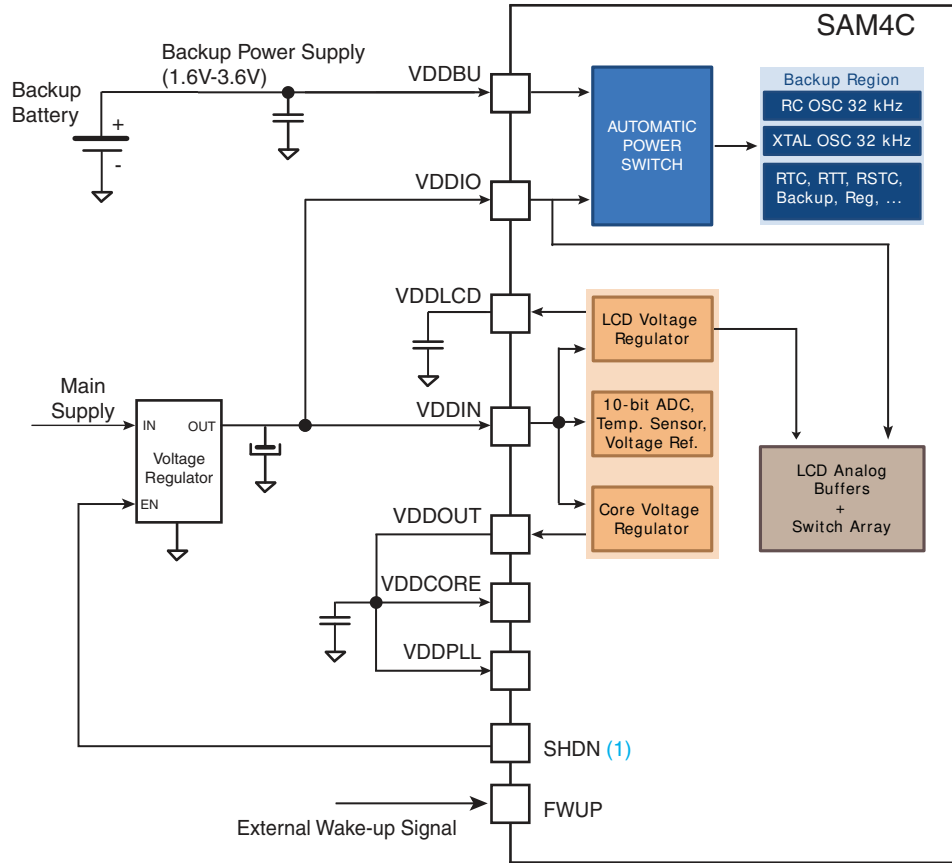 SAM4C
Backup Power Supply
(1.6V-3.6V)
VDDBU
Backup
Battery
+
-
AUTOMATIC
POWER
SWITCH
Backup Region
RC OSC 32 kHz
XTAL OSC 32 kHz
RTC, RTT, RSTC,
Backup, Reg, ...
VDDIO
VDDLCD
LCD Voltage
Regulator
Main
Supply
IN
OUT
Voltage
Regulator
EN
VDDIN
10-bit ADC,
Temp. Sensor,
Voltage Ref.
LCD Analog
Buffers
+
Switch Array
VDDOUT
Core Voltage
Regulator
VDDCORE
VDDPLL
SHDN (1)
FWUP
External Wake-up Signal